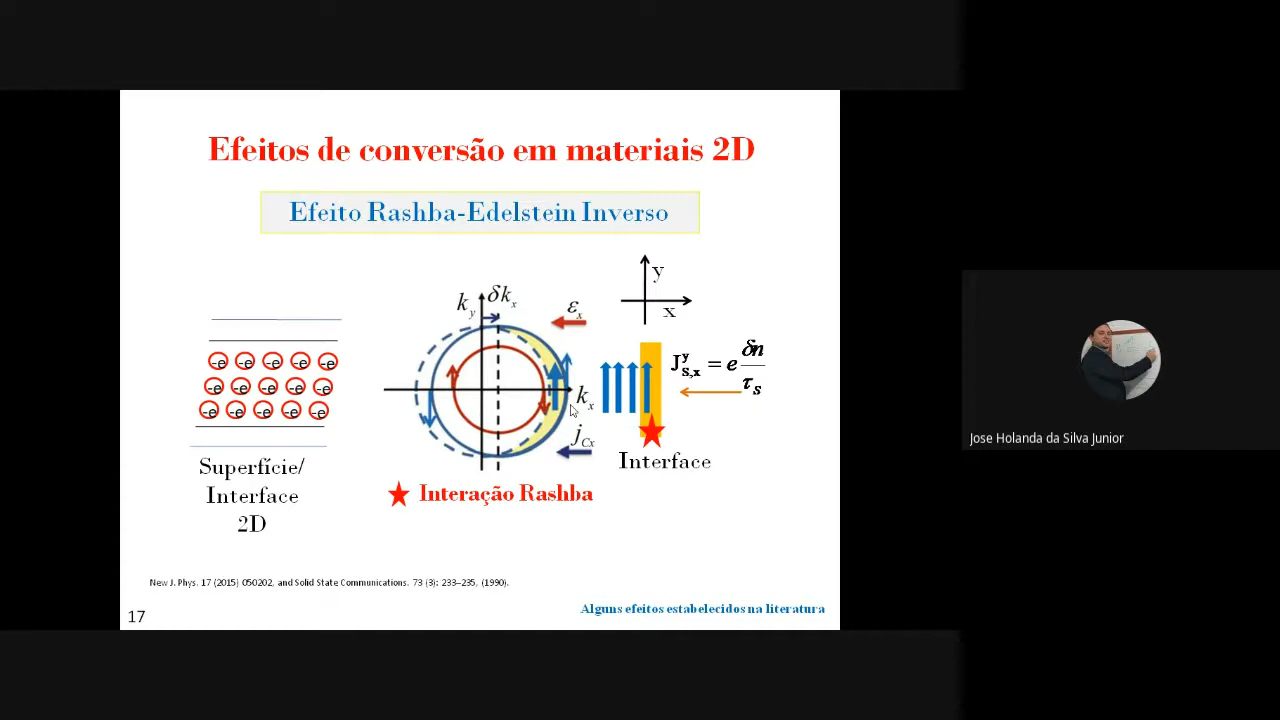 Efeitos de conversão em materiais 2D
Efeito Rashba-Edelstein Inverso
-e -e -e -e -e
-e -e -e -e -e
-e -e -e -e -e
Superfície/
Interface
2D
k_y δk_x ε_x
k_x
j_Cx
y
x
J^y_{S,x} = e δn/τ_S
Interface
★ Interação Rashba
New J. Phys. 17 (2015) 050202, and Solid State Communications. 73 (3): 233–235, (1990).
Alguns efeitos estabelecidos na literatura
17
Jose Holanda da Silva Junior